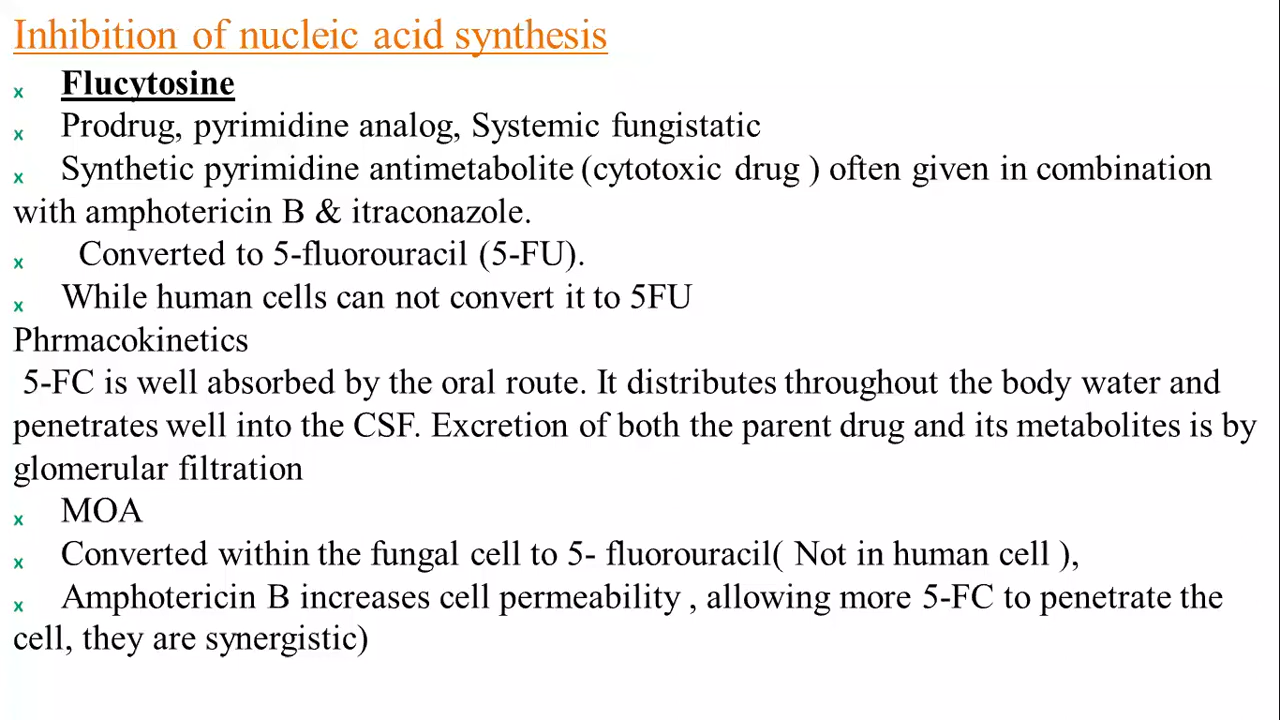 Inhibition of nucleic acid synthesis
x Flucytosine
x Prodrug, pyrimidine analog, Systemic fungistatic
x Synthetic pyrimidine antimetabolite (cytotoxic drug ) often given in combination
with amphotericin B & itraconazole.
x Converted to 5-fluorouracil (5-FU).
x While human cells can not convert it to 5FU
Phrmacokinetics
5-FC is well absorbed by the oral route. It distributes throughout the body water and
penetrates well into the CSF. Excretion of both the parent drug and its metabolites is by
glomerular filtration
x MOA
x Converted within the fungal cell to 5- fluorouracil( Not in human cell ),
x Amphotericin B increases cell permeability , allowing more 5-FC to penetrate the
cell, they are synergistic)